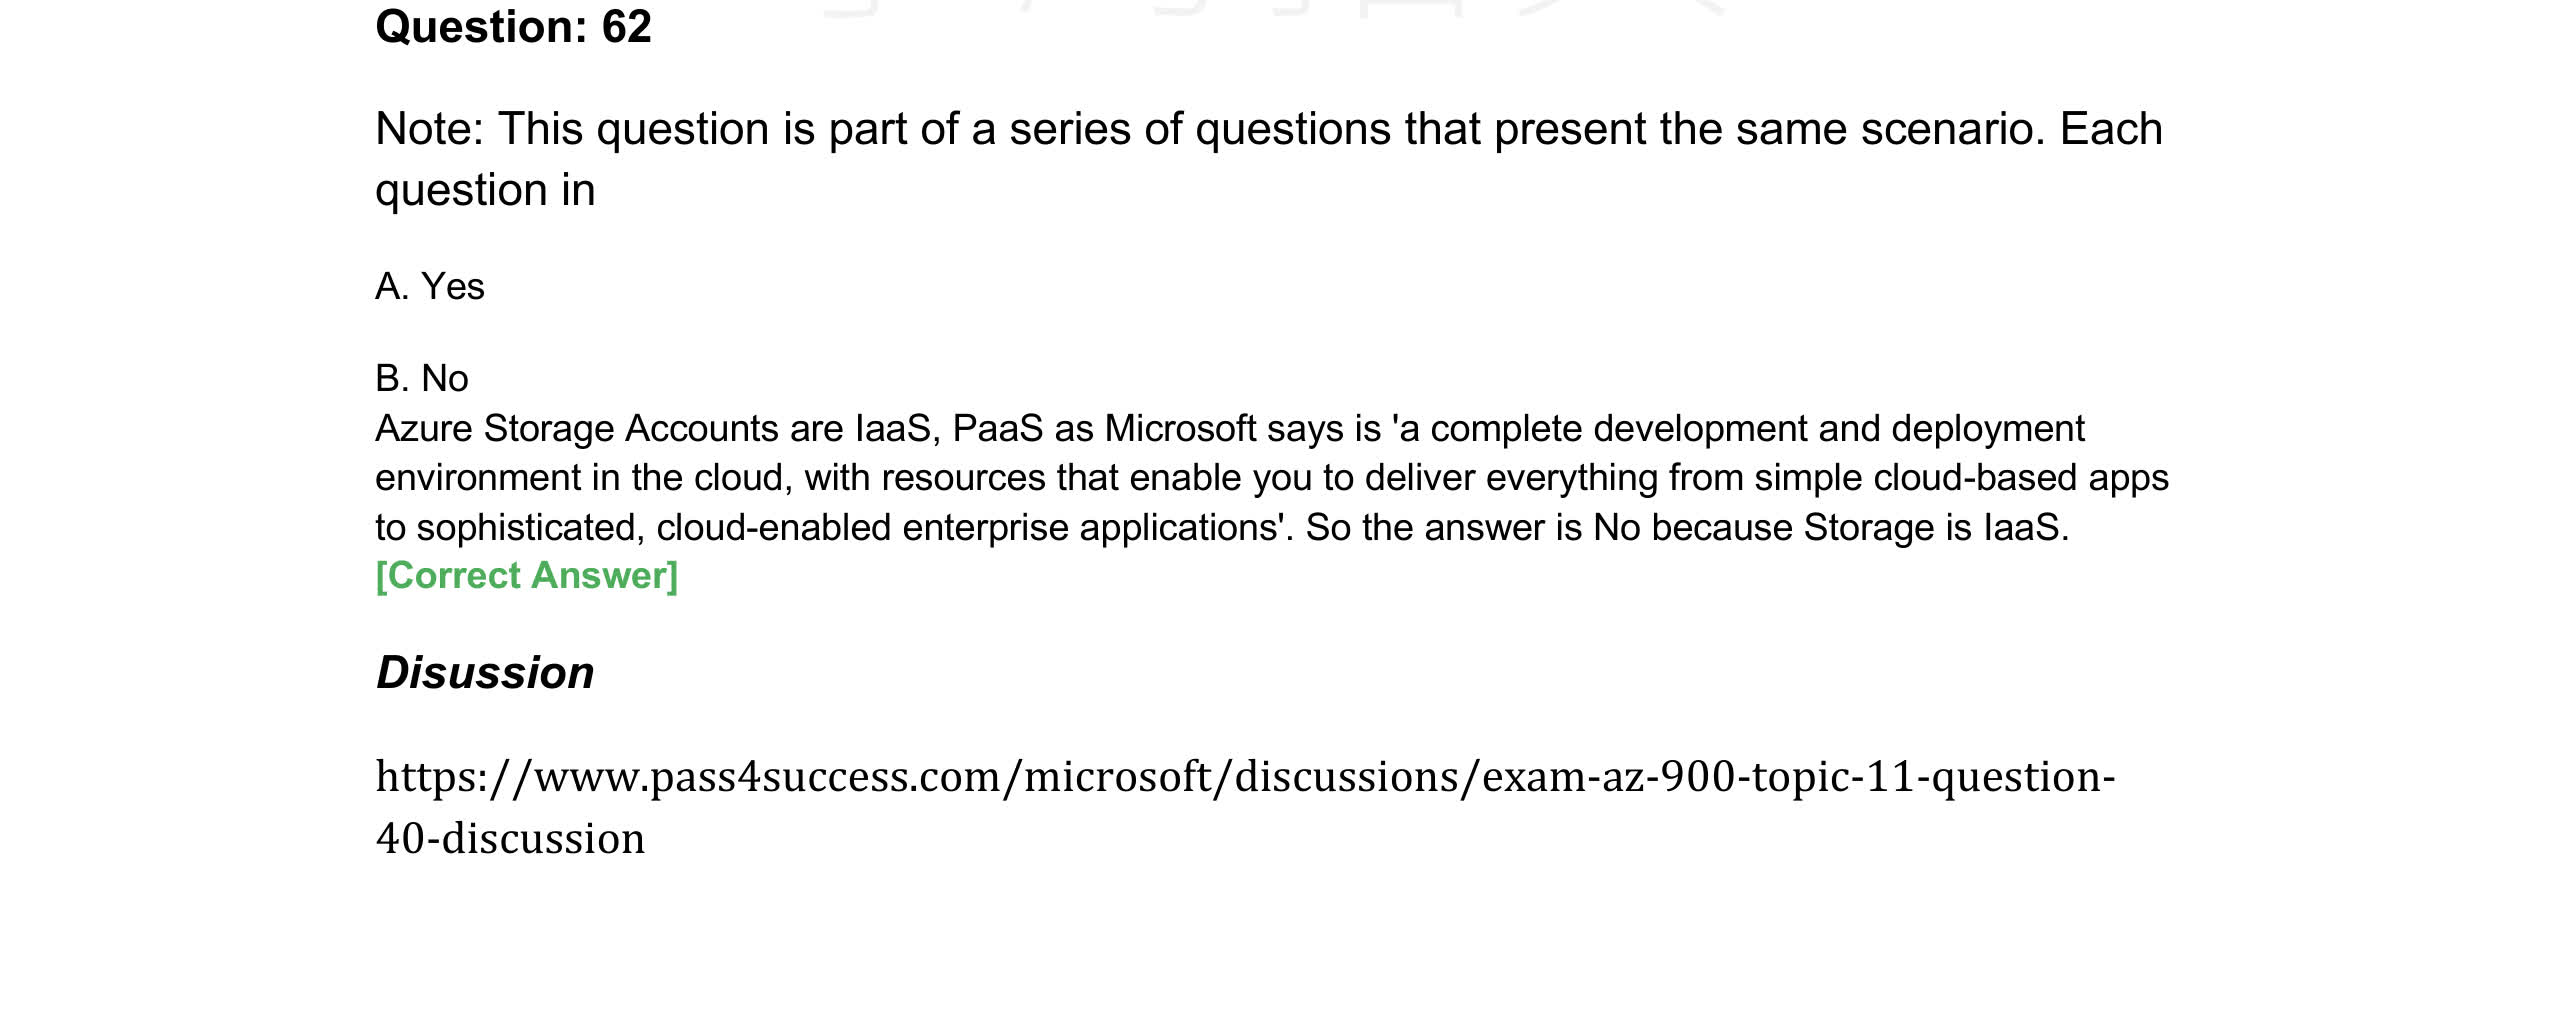 Question: 62
Note: This question is part of a series of questions that present the same scenario. Each
question in
A. Yes
B. No
Azure Storage Accounts are IaaS, PaaS as Microsoft says is 'a complete development and deployment
environment in the cloud, with resources that enable you to deliver everything from simple cloud-based apps
to sophisticated, cloud-enabled enterprise applications'. So the answer is No because Storage is IaaS.
[Correct Answer]
Disussion
https://www.pass4success.com/microsoft/discussions/exam-az-900-topic-11-question-
40-discussion